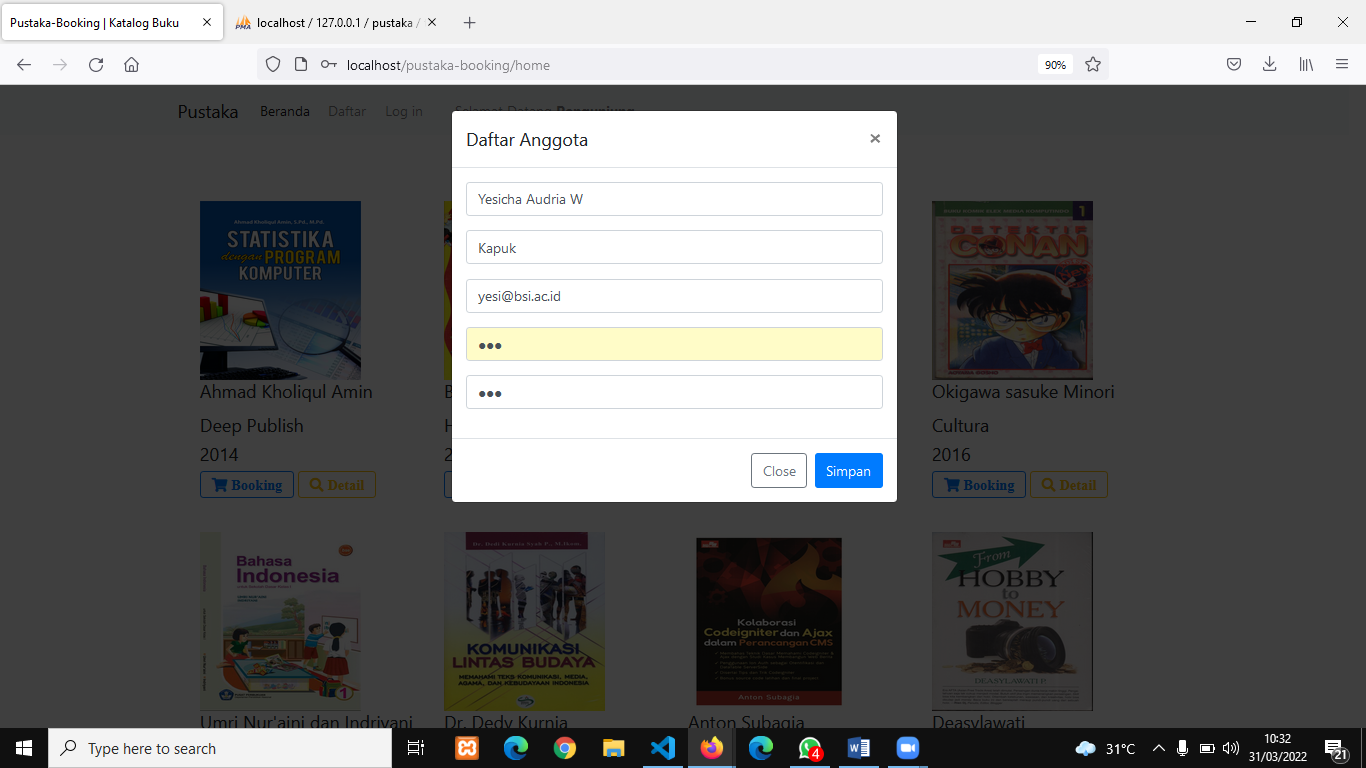 Pustaka-Booking | Katalog Buku
PMA
localhost / 127.0.0.1 / pustaka /
localhost/pustaka-booking/home
90%
Pustaka Beranda Daftar Log in Selamat Datang Pengunjung
Daftar Anggota
×
Yesicha Audria W
Kapuk
yesi@bsi.ac.id
●●●
●●●
Close Simpan
Ahmad Kholiqul Amin, S.Pd., M.Pd.
STATISTIKA
dengan PROGRAM
KOMPUTER
Ahmad Kholiqul Amin
Deep Publish
2014
Booking Detail
1
DETEKTIF
CONAN
Okigawa sasuke Minori
Cultura
2016
Booking Detail
Bahasa
Indonesia
1
Umri Nur'aini dan Indriyani
KOMUNIKASI
LINTAS BUDAYA
MEMAHAMI TEKS KOMUNIKASI, MEDIA,
AGAMA, DAN KEBUDAYAAN INDONESIA
Dr. Dedy Kurnia
Kolaborasi
Codeigniter dan Ajax
dalam Perancangan CMS
Anton Subagia
Anton Subagia
From
HOBBY
to
MONEY
DEASYLAWATI P.
Deasylawati
Type here to search
4
31°C
10:32
31/03/2022
21